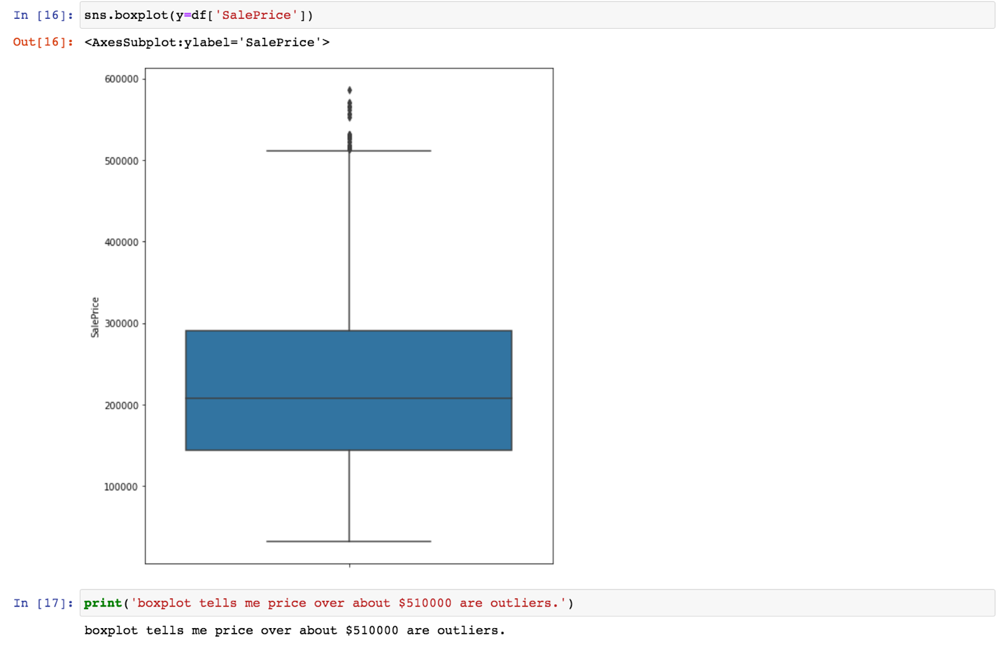 In [16]: sns.boxplot(y=df['SalePrice'])
Out[16]: <AxesSubplot:ylabel='SalePrice'>
600000
500000
400000
SalePrice
300000
200000
100000
In [17]: print('boxplot tells me price over about $510000 are outliers.')
boxplot tells me price over about $510000 are outliers.